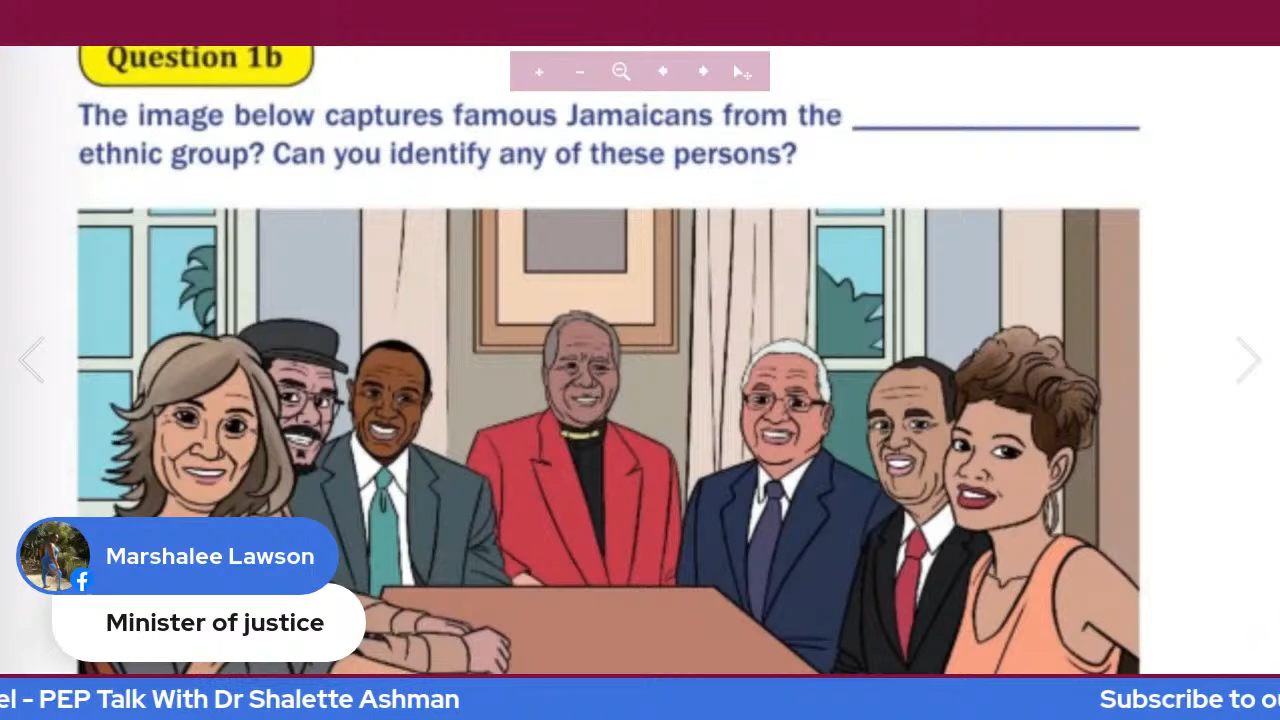 Question 1b
The image below captures famous Jamaicans from the
ethnic group? Can you identify any of these persons?
Marshalee Lawson
Minister of justice
el - PEP Talk With Dr Shalette Ashman
Subscribe to ou